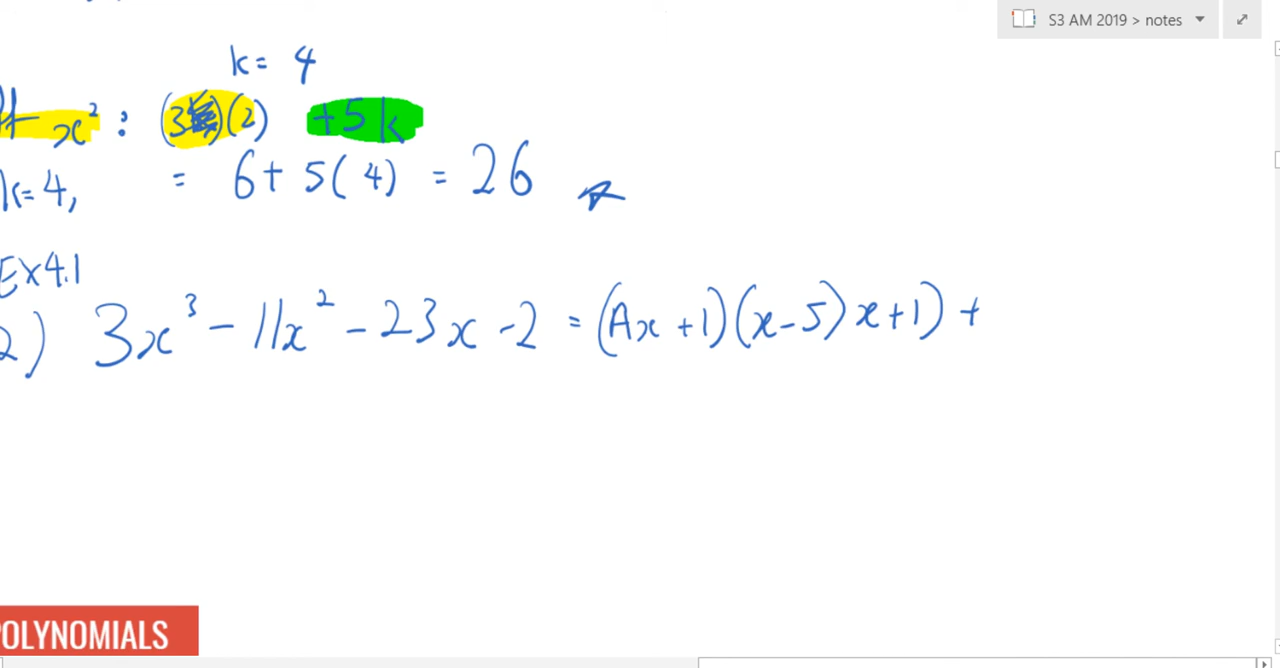 S3 AM 2019 > notes
k = 4
x² : (3)(2) +5k
k=4, = 6 + 5(4) = 26
Ex4.1
2) 3x³ - 11x² - 23x - 2 = (Ax + 1)(x - 5)x + 1) +
POLYNOMIALS